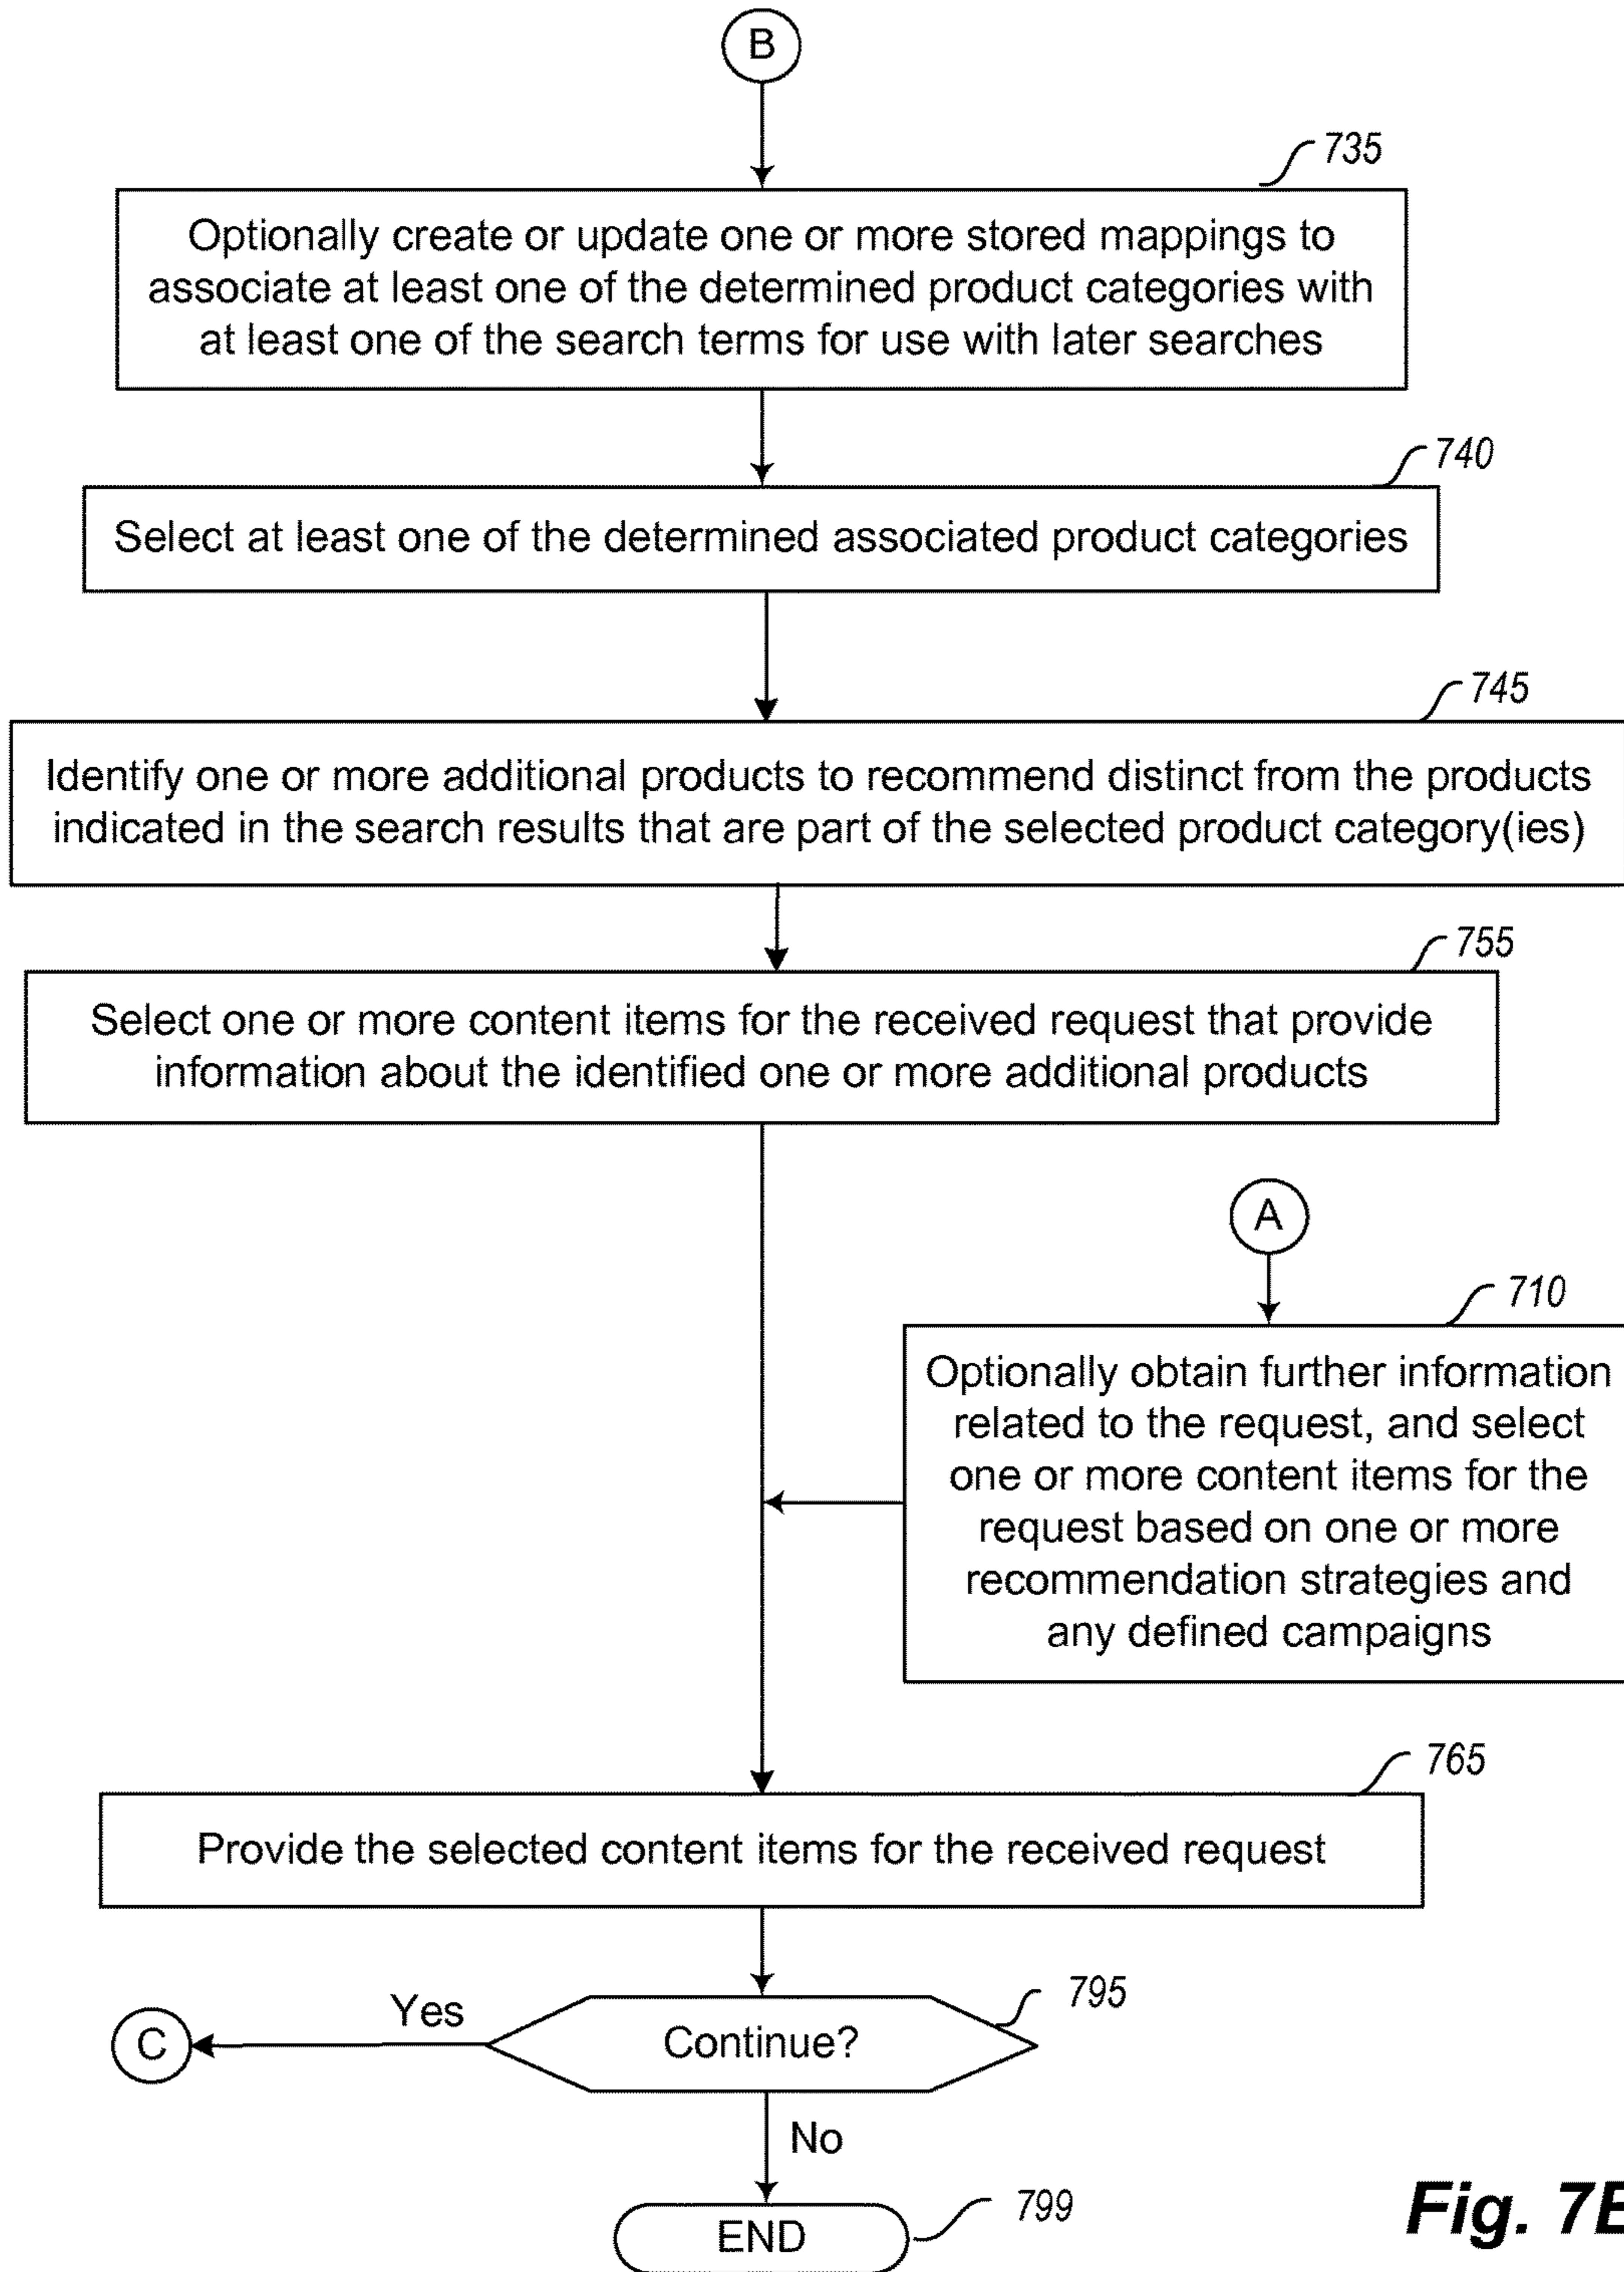 B
735
Optionally create or update one or more stored mappings to
associate at least one of the determined product categories with
at least one of the search terms for use with later searches
740
Select at least one of the determined associated product categories
745
Identify one or more additional products to recommend distinct from the products
indicated in the search results that are part of the selected product category(ies)
755
Select one or more content items for the received request that provide
information about the identified one or more additional products
A
710
Optionally obtain further information
related to the request, and select
one or more content items for the
request based on one or more
recommendation strategies and
any defined campaigns
765
Provide the selected content items for the received request
795
Yes
Continue?
C
No
799
END
Fig. 7B